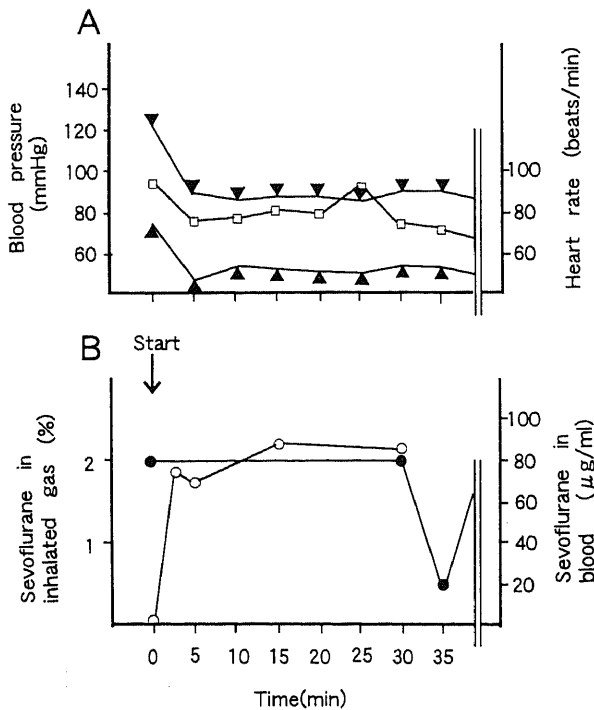 A
Blood pressure
(mmHg)
140
120
100
80
60
100
80
60
Heart rate (beats/min)
B
Start
Sevoflurane in
inhalated gas (%)
2
1
100
80
60
40
20
Sevoflurane in
blood (μg/ml)
0 5 10 15 20 25 30 35
Time(min)